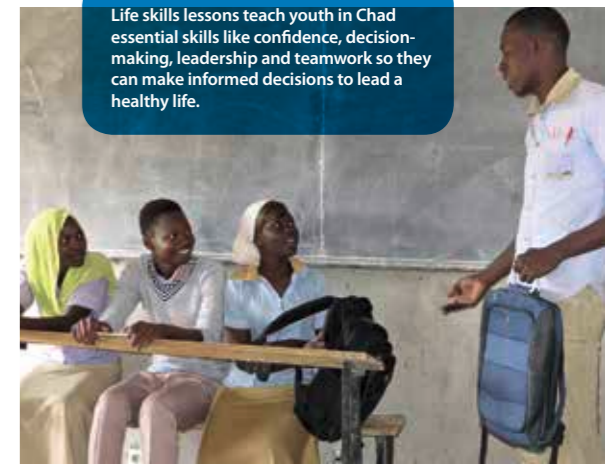 Life skills lessons teach youth in Chad
essential skills like confidence, decision-
making, leadership and teamwork so they
can make informed decisions to lead a
healthy life.